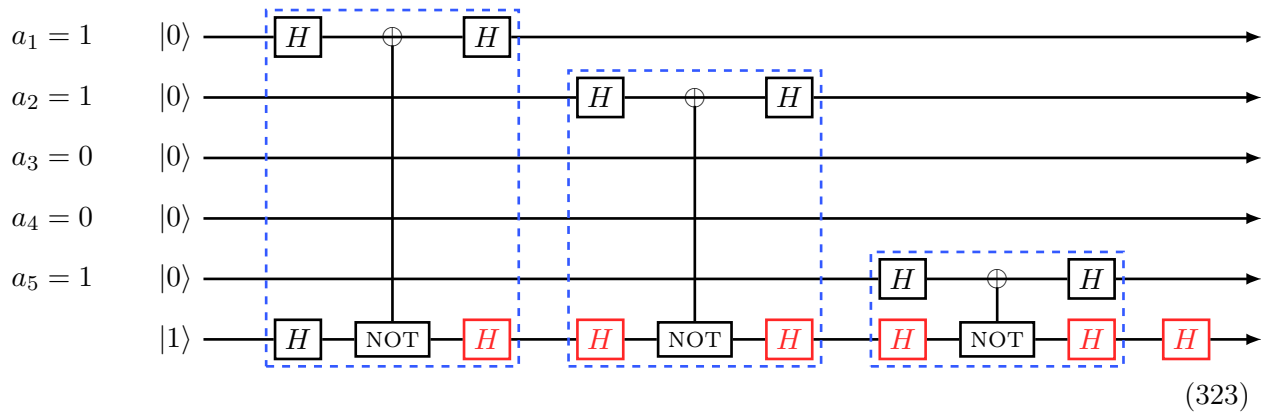 a₁ = 1 |0⟩ H ⊕ H
a₂ = 1 |0⟩ H ⊕ H
a₃ = 0 |0⟩
a₄ = 0 |0⟩
a₅ = 1 |0⟩ H ⊕ H
|1⟩ H NOT H H NOT H H NOT H H
(323)